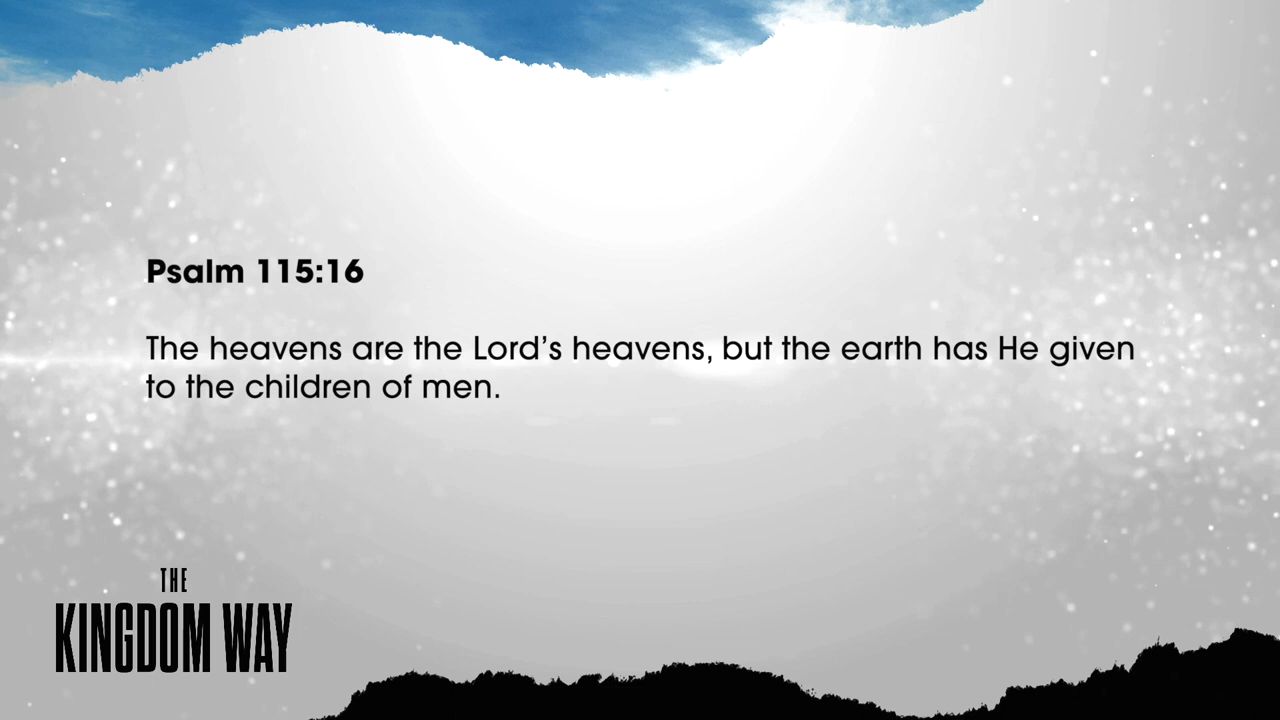 Psalm 115:16
The heavens are the Lord’s heavens, but the earth has He given
to the children of men.
THE
KINGDOM WAY